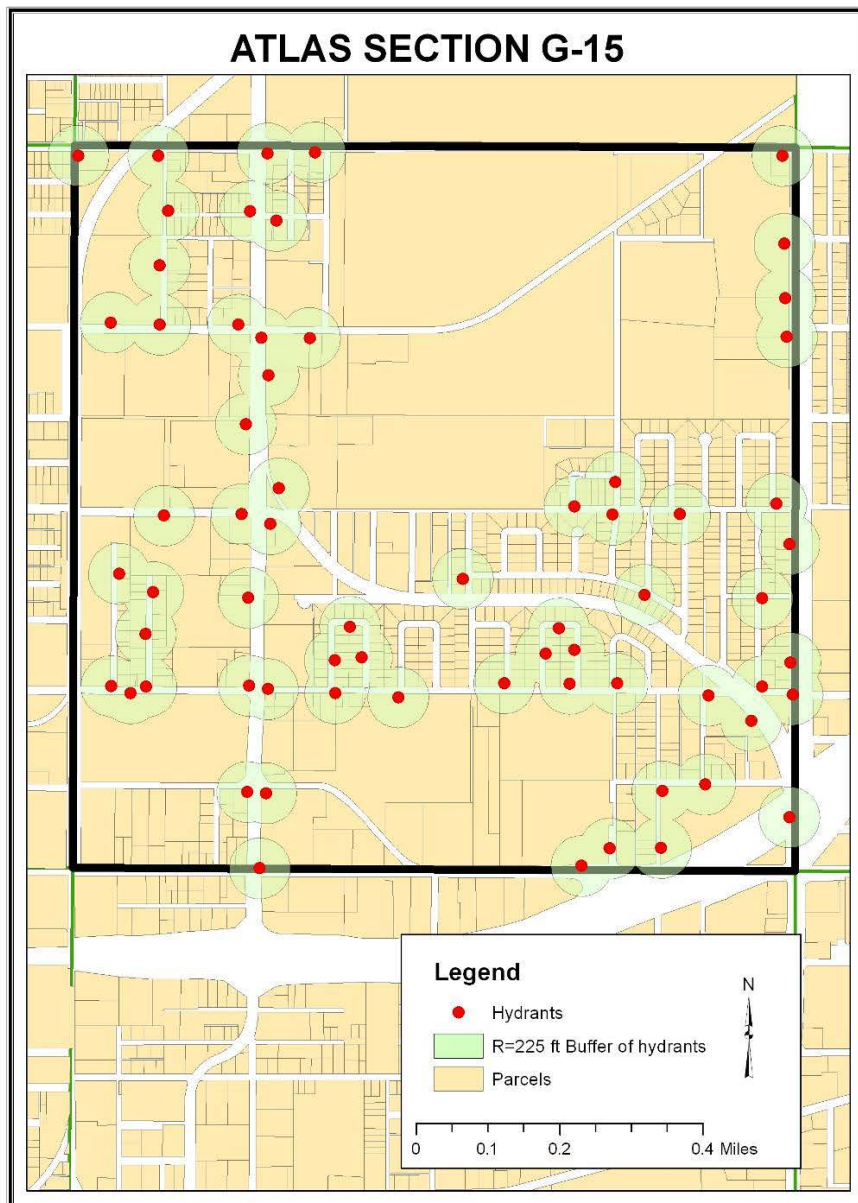 ATLAS SECTION G-15
Legend
N
Hydrants
R=225 ft Buffer of hydrants
Parcels
0 0.1 0.2 0.4 Miles